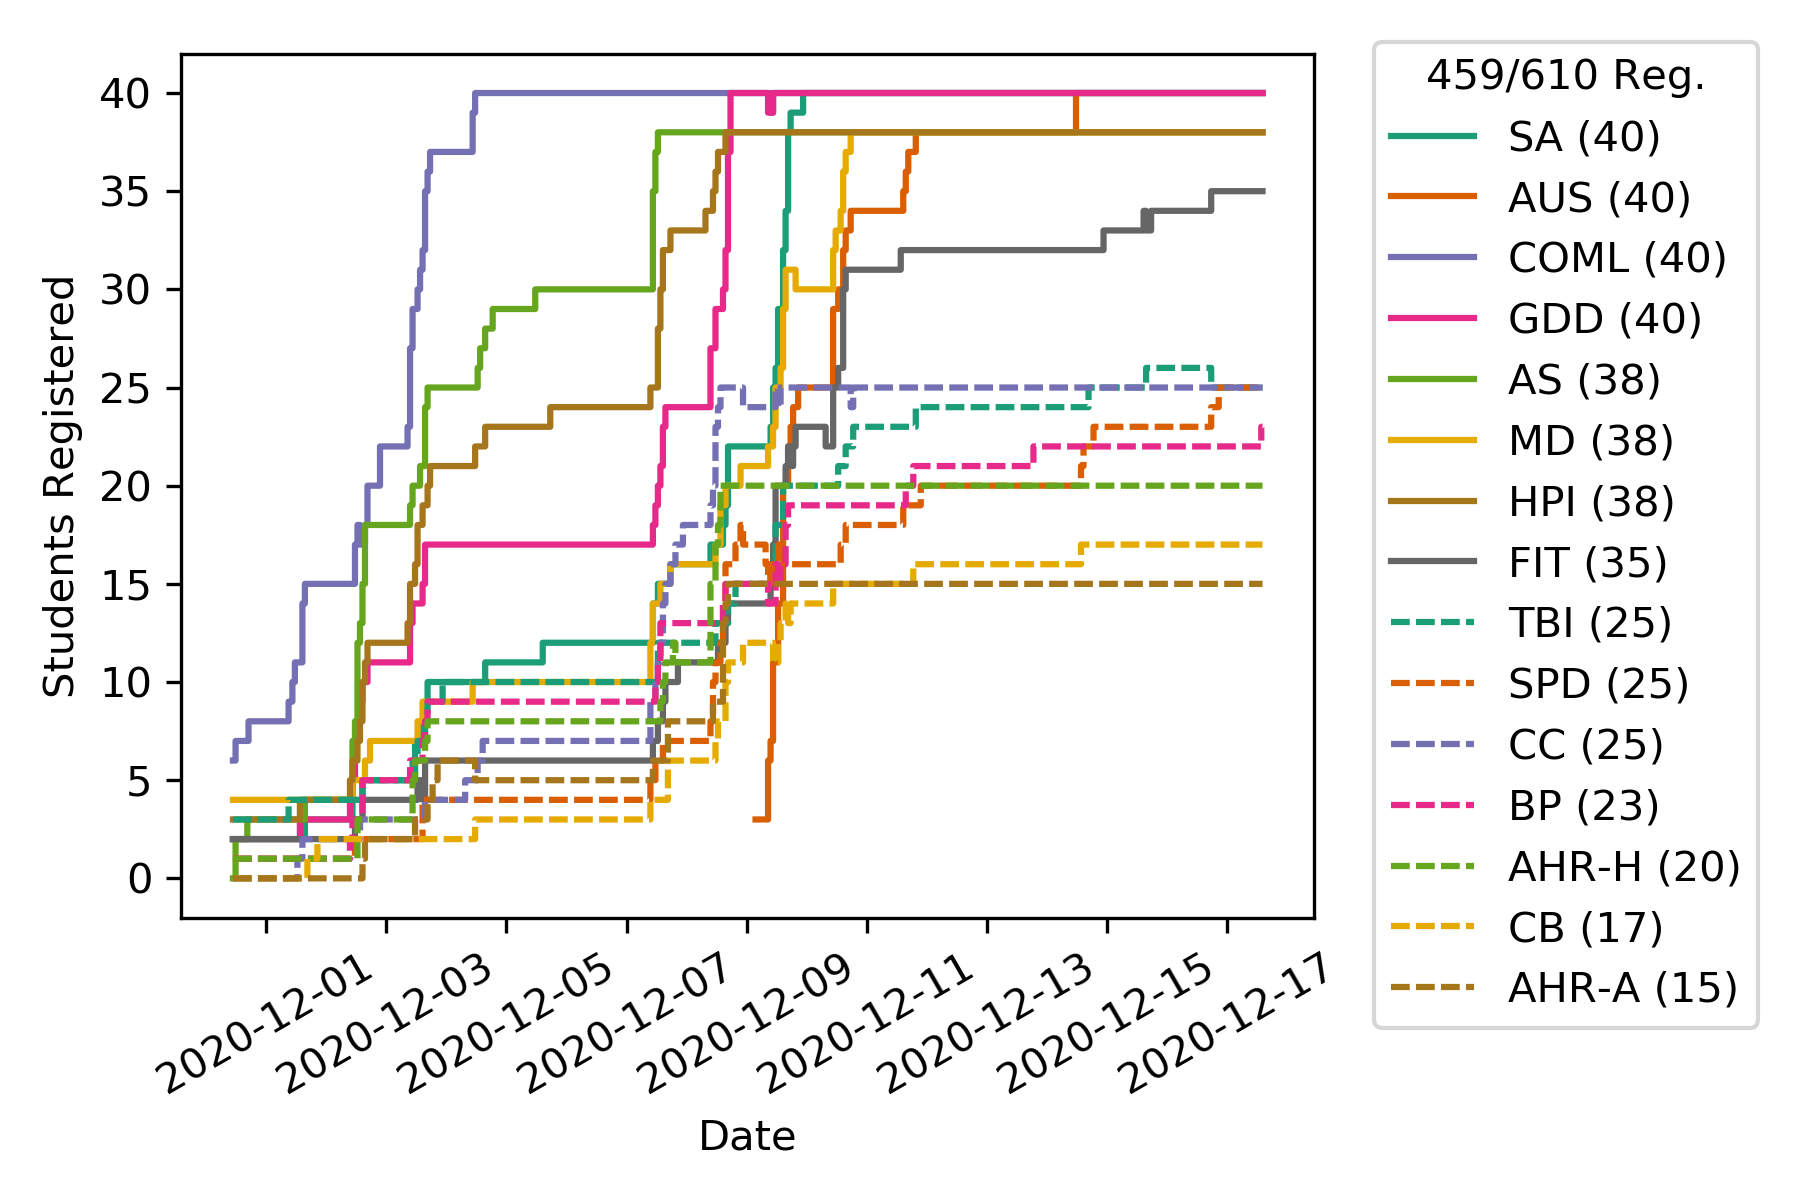 40
35
30
25
20
15
10
5
0
Students Registered
2020-12-01
2020-12-03
2020-12-05
2020-12-07
2020-12-09
2020-12-11
2020-12-13
2020-12-15
2020-12-17
Date
459/610 Reg.
SA (40)
AUS (40)
COML (40)
GDD (40)
AS (38)
MD (38)
HPI (38)
FIT (35)
TBI (25)
SPD (25)
CC (25)
BP (23)
AHR-H (20)
CB (17)
AHR-A (15)